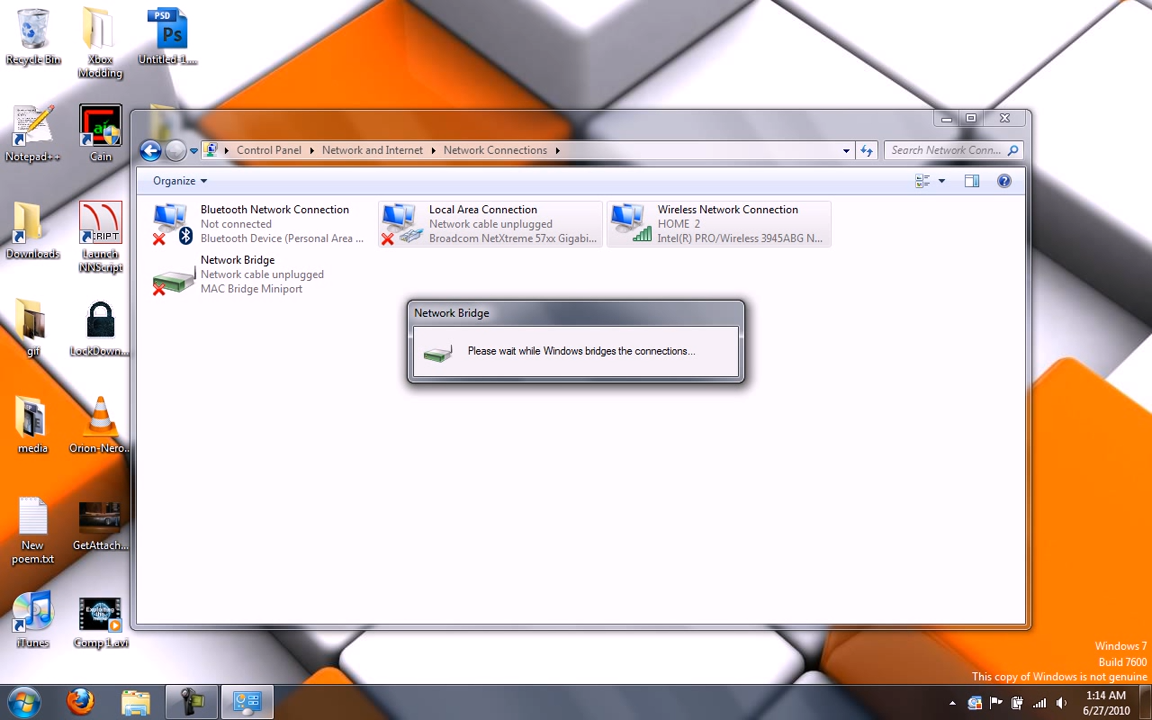 Recycle Bin
Xbox
Modding
PSD
Ps
Untitled-1....
Notepad++
Cain
Downloads
Launch
NNScript
gif
LockDown...
media
Orion-Nero...
New
poem.txt
GetAttach...
iTunes
Comp 1.avi
Control Panel
Network and Internet
Network Connections
Search Network Conn...
Organize
Bluetooth Network Connection
Not connected
Bluetooth Device (Personal Area ...
Local Area Connection
Network cable unplugged
Broadcom NetXtreme 57xx Gigabi...
Wireless Network Connection
HOME 2
Intel(R) PRO/Wireless 3945ABG N...
Network Bridge
Network cable unplugged
MAC Bridge Miniport
Network Bridge
Please wait while Windows bridges the connections...
Windows 7
Build 7600
This copy of Windows is not genuine
1:14 AM
6/27/2010